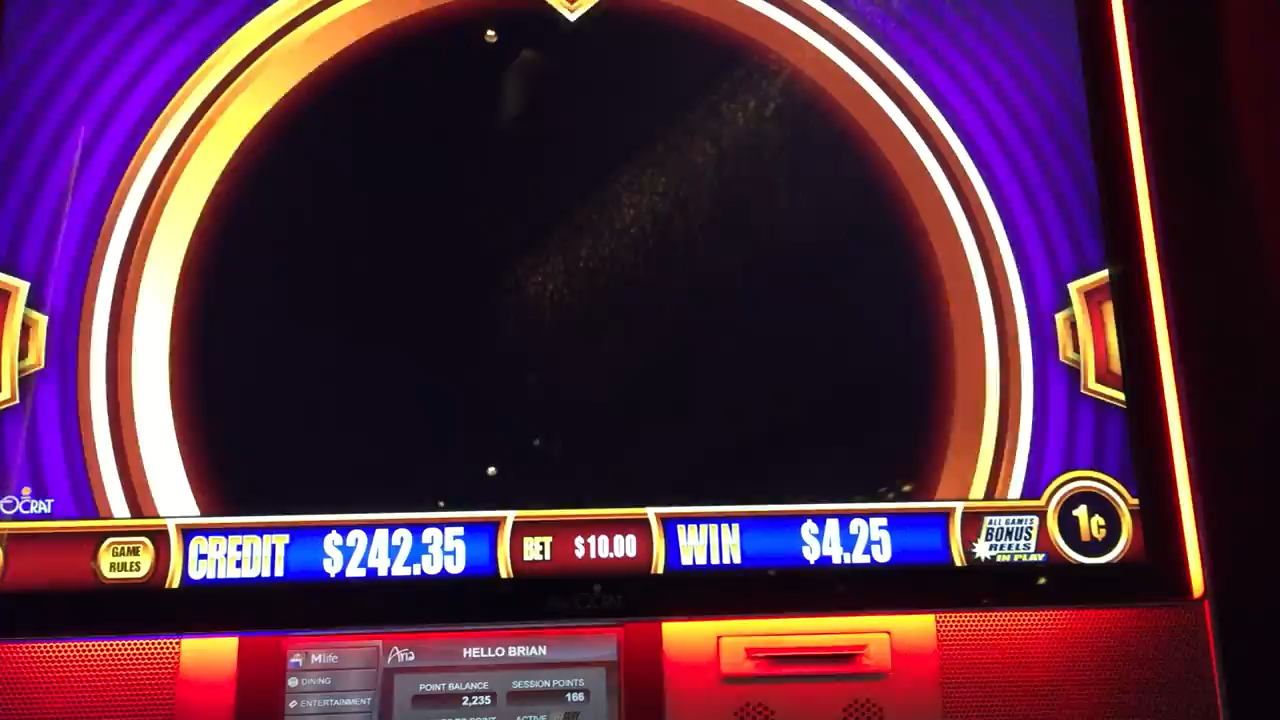 OCRAT
GAME
RULES
CREDIT $242.35
BET $10.00
WIN $4.25
ALL GAMES
BONUS
REELS
IN PLAY
1¢
Mlife
DINING
ENTERTAINMENT
Aria
HELLO BRIAN
POINT BALANCE
2,235
SESSION POINTS
166